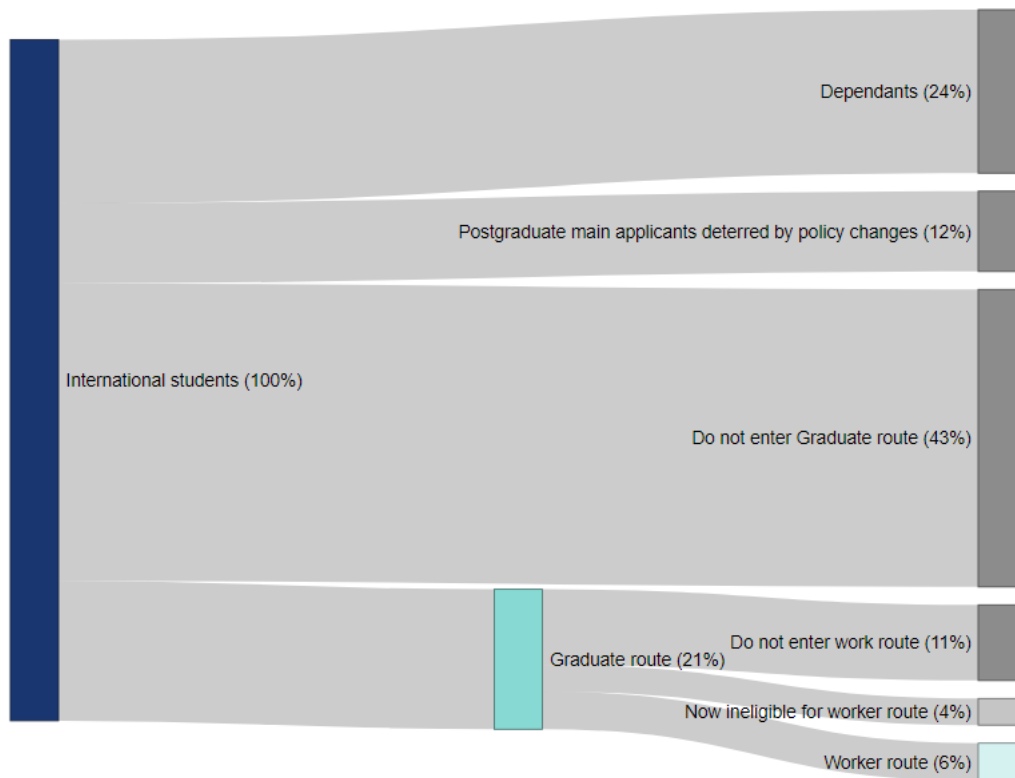 Dependants (24%)
Postgraduate main applicants deterred by policy changes (12%)
International students (100%)
Do not enter Graduate route (43%)
Do not enter work route (11%)
Graduate route (21%)
Now ineligible for worker route (4%)
Worker route (6%)